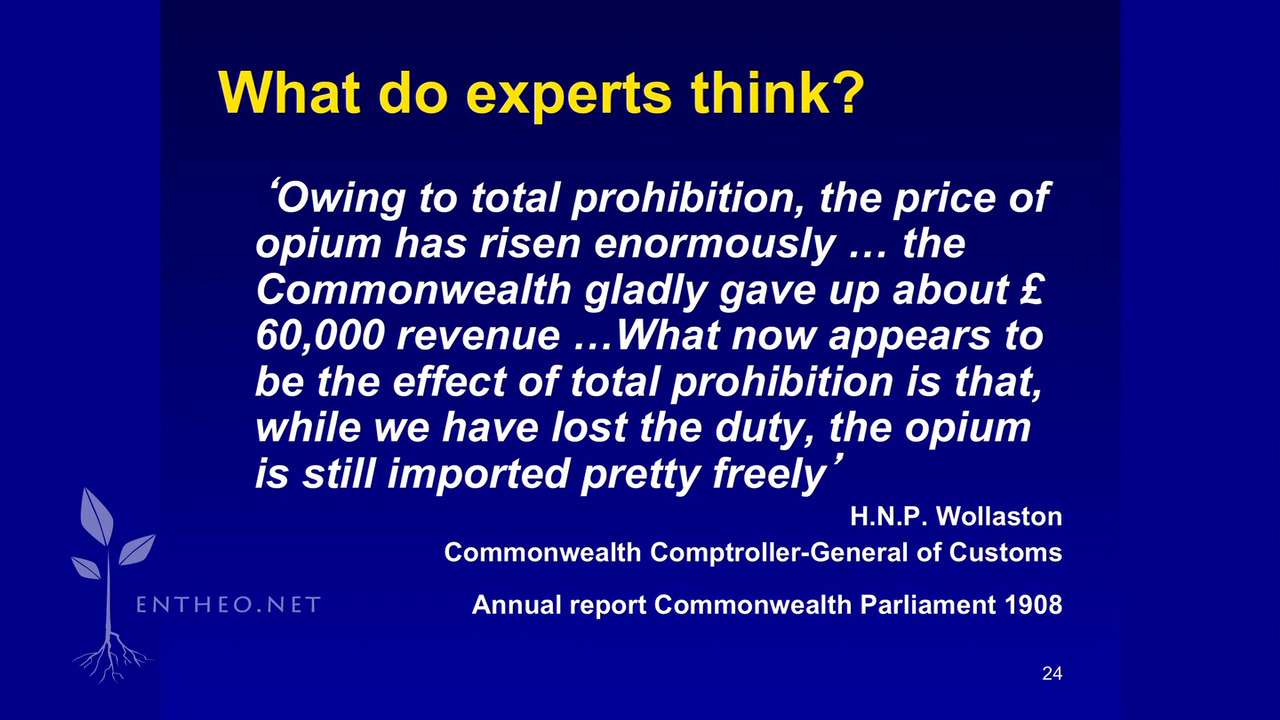 What do experts think?
‘Owing to total prohibition, the price of
opium has risen enormously … the
Commonwealth gladly gave up about £
60,000 revenue …What now appears to
be the effect of total prohibition is that,
while we have lost the duty, the opium
is still imported pretty freely’
H.N.P. Wollaston
Commonwealth Comptroller-General of Customs
Annual report Commonwealth Parliament 1908
ENTHEO.NET
24